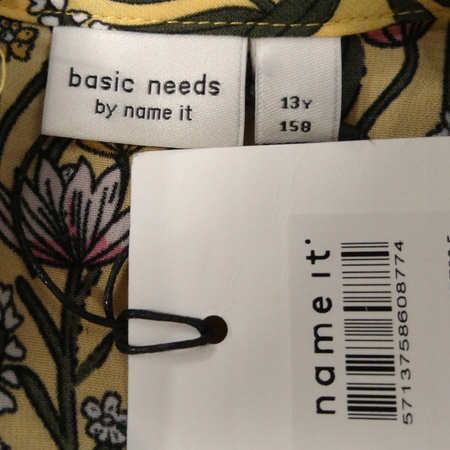 basic needs
by name it
13Y
158
name it
5713758608774